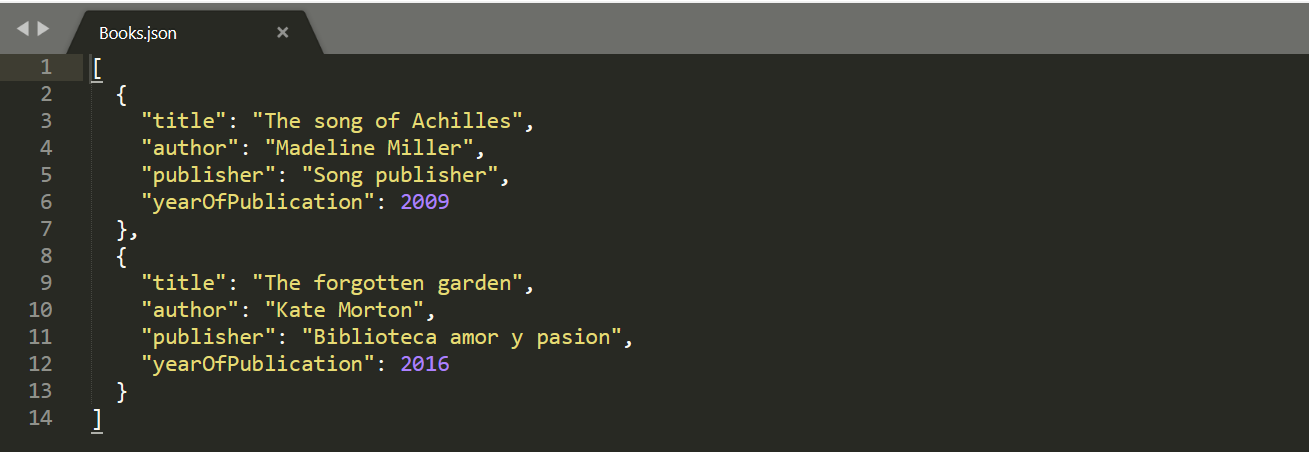 Books.json
1 [
2   {
3     "title": "The song of Achilles",
4     "author": "Madeline Miller",
5     "publisher": "Song publisher",
6     "yearOfPublication": 2009
7   },
8   {
9     "title": "The forgotten garden",
10     "author": "Kate Morton",
11     "publisher": "Biblioteca amor y pasion",
12     "yearOfPublication": 2016
13   }
14 ]